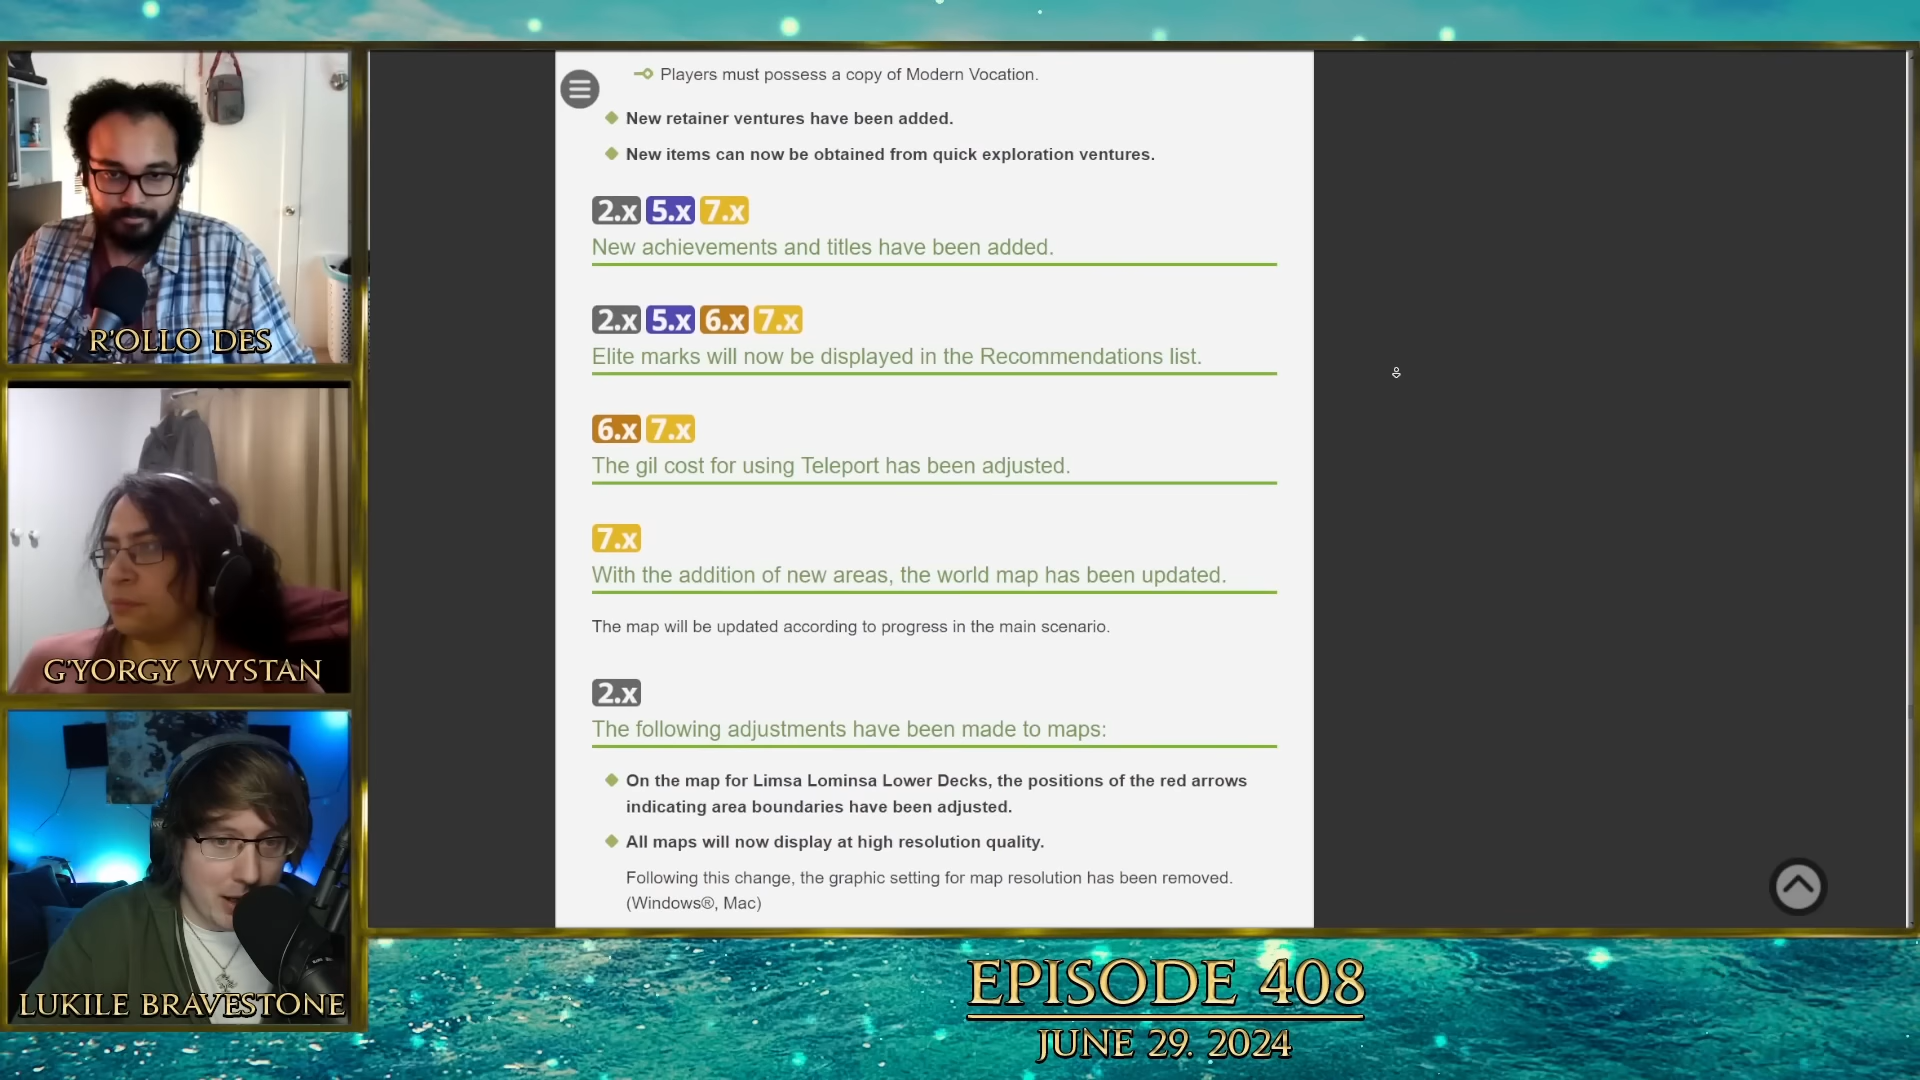 Players must possess a copy of Modern Vocation.
New retainer ventures have been added.
New items can now be obtained from quick exploration ventures.
2.x 5.x 7.x
New achievements and titles have been added.
2.x 5.x 6.x 7.x
Elite marks will now be displayed in the Recommendations list.
6.x 7.x
The gil cost for using Teleport has been adjusted.
7.x
With the addition of new areas, the world map has been updated.
The map will be updated according to progress in the main scenario.
2.x
The following adjustments have been made to maps:
On the map for Limsa Lominsa Lower Decks, the positions of the red arrows
indicating area boundaries have been adjusted.
All maps will now display at high resolution quality.
Following this change, the graphic setting for map resolution has been removed.
(Windows®, Mac)
R'OLLO DES
G'YORGY WYSTAN
LUKILE BRAVESTONE
EPISODE 408
JUNE 29. 2024